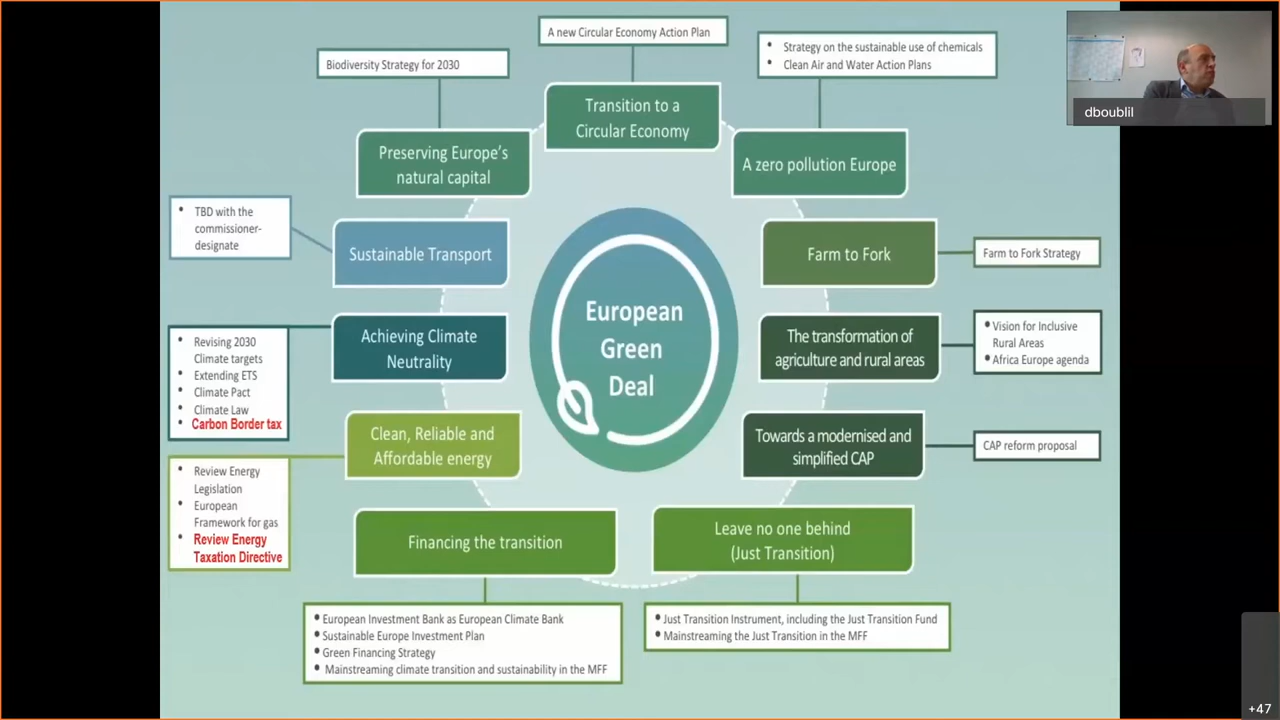 A new Circular Economy Action Plan
Biodiversity Strategy for 2030
• Strategy on the sustainable use of chemicals
• Clean Air and Water Action Plans
dboublil
Transition to a
Circular Economy
Preserving Europe's
natural capital
A zero pollution Europe
• TBD with the
commissioner-
designate
Sustainable Transport
Farm to Fork
Farm to Fork Strategy
European
Green
Deal
Achieving Climate
Neutrality
The transformation of
agriculture and rural areas
• Vision for Inclusive
Rural Areas
• Africa Europe agenda
• Revising 2030
Climate targets
• Extending ETS
• Climate Pact
• Climate Law
• Carbon Border tax
Clean, Reliable and
Affordable energy
Towards a modernised and
simplified CAP
CAP reform proposal
• Review Energy
Legislation
• European
Framework for gas
• Review Energy
Taxation Directive
Financing the transition
Leave no one behind
(Just Transition)
• European Investment Bank as European Climate Bank
• Sustainable Europe Investment Plan
• Green Financing Strategy
• Mainstreaming climate transition and sustainability in the MFF
• Just Transition Instrument, including the Just Transition Fund
• Mainstreaming the Just Transition in the MFF
+47